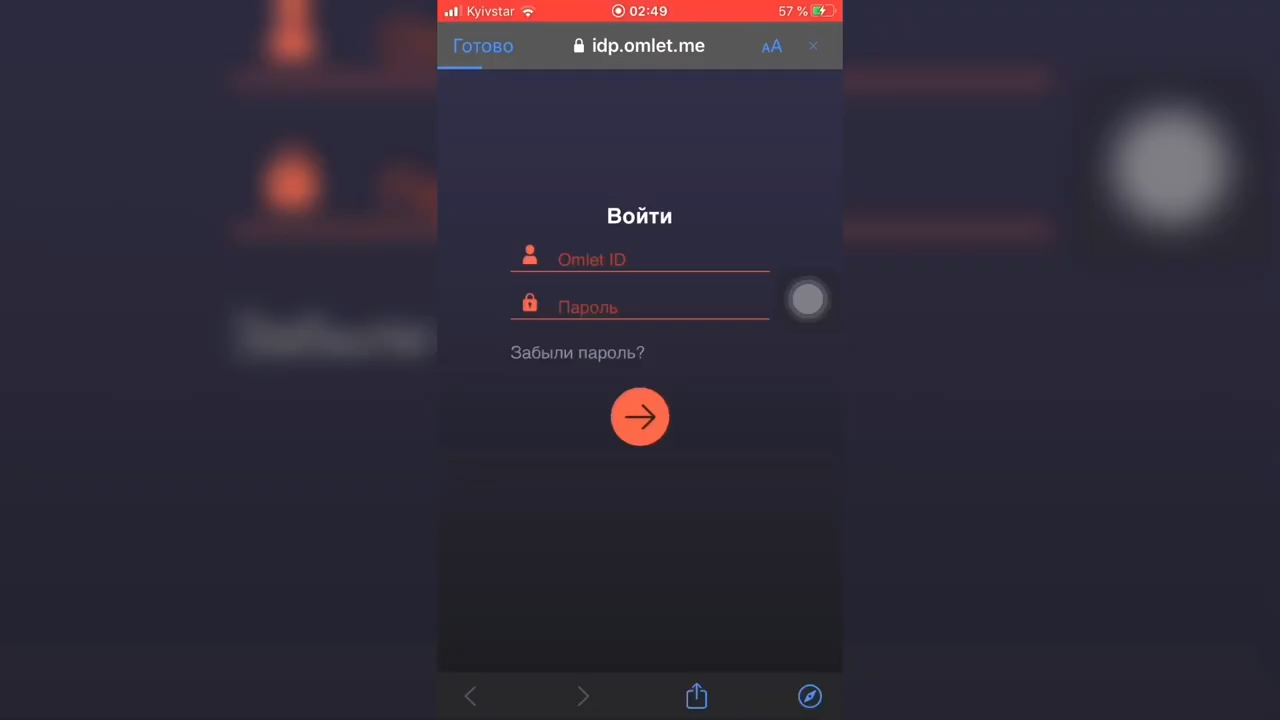 Kyivstar 02:49 57 %
Готово idp.omlet.me AA
Войти
Omlet ID
Пароль
Забыли пароль?